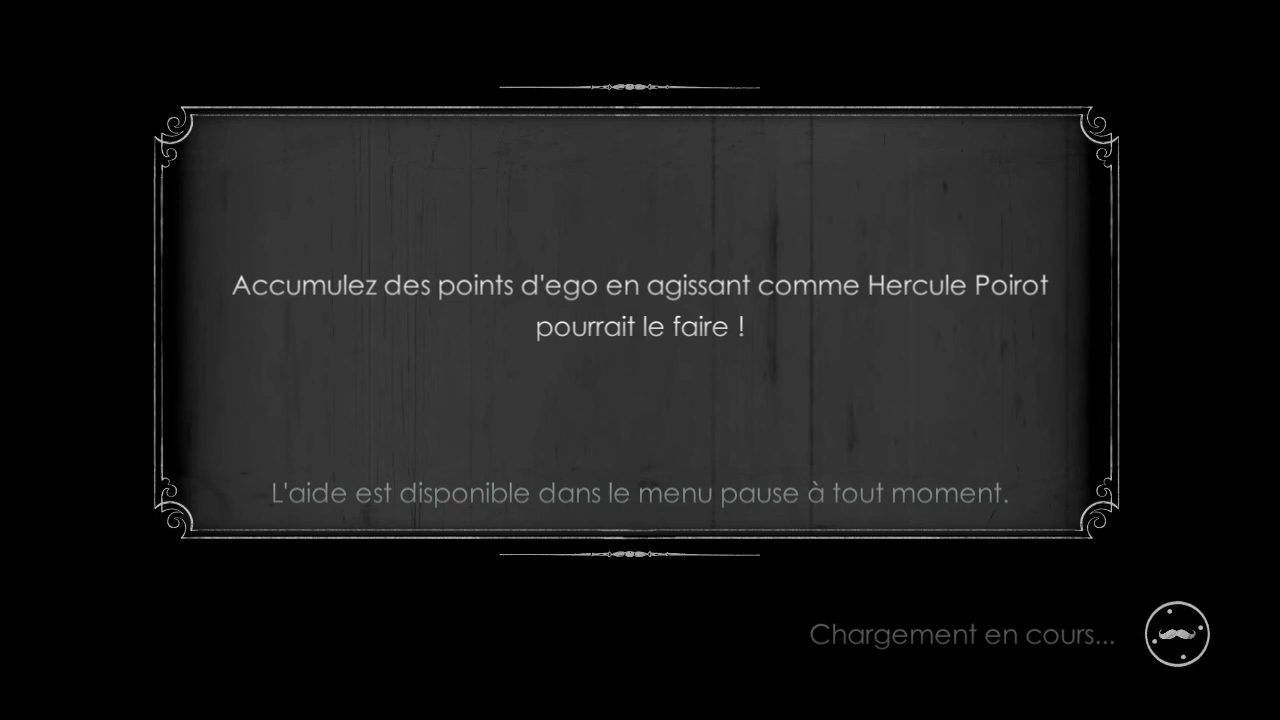 Accumulez des points d'ego en agissant comme Hercule Poirot
pourrait le faire !
L'aide est disponible dans le menu pause à tout moment.
Chargement en cours...